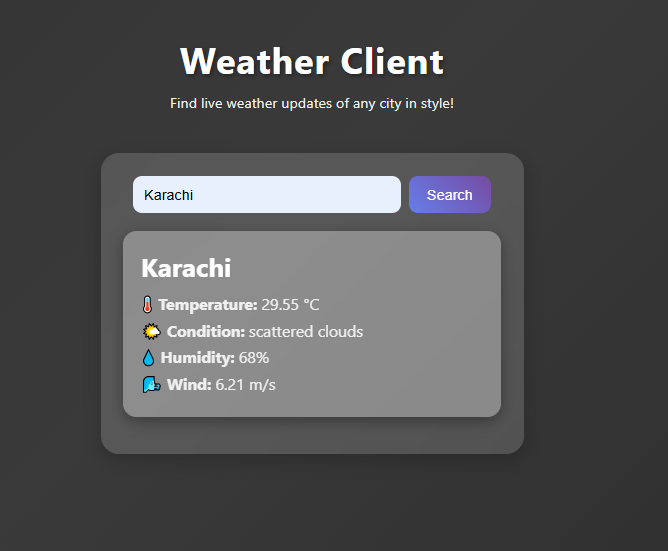 Weather Client
Find live weather updates of any city in style!
Karachi
Search
Karachi
🌡️ Temperature: 29.55 °C
🌤️ Condition: scattered clouds
💧 Humidity: 68%
🌬️ Wind: 6.21 m/s